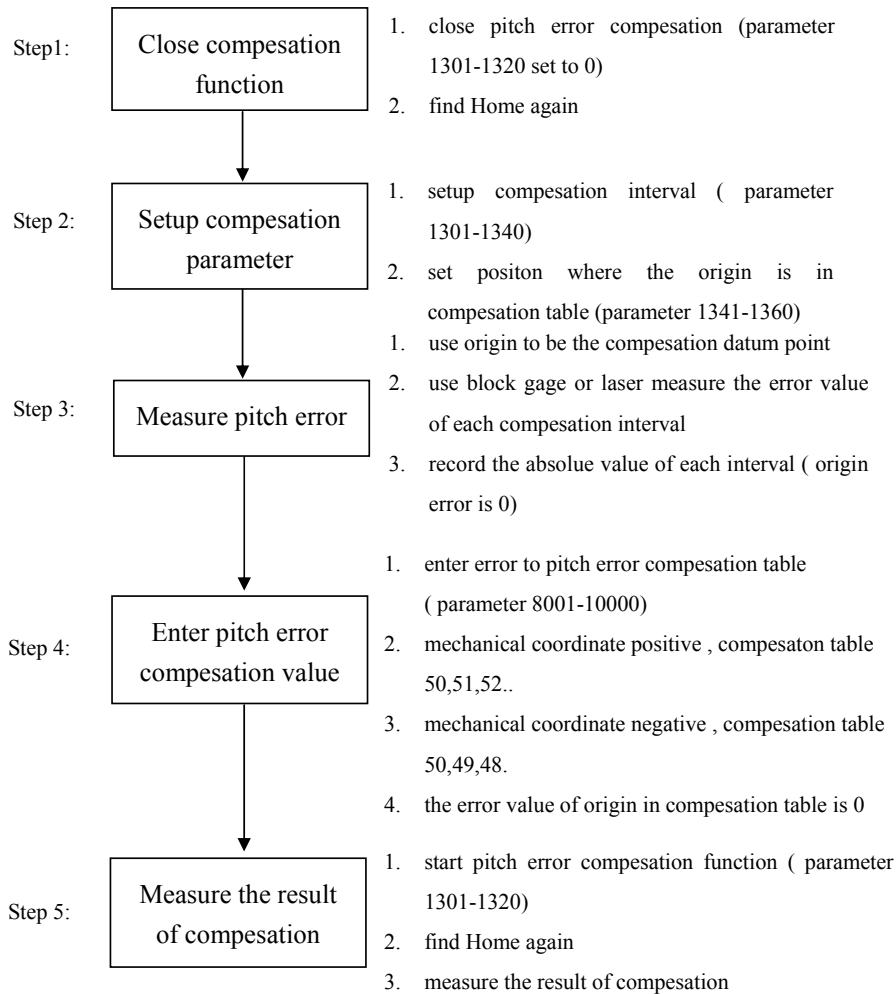 Step1:
Close compesation
function
1. close pitch error compesation (parameter
1301-1320 set to 0)
2. find Home again
Step 2:
Setup compesation
parameter
1. setup compesation interval ( parameter
1301-1340)
2. set positon where the origin is in
compesation table (parameter 1341-1360)
Step 3:
Measure pitch error
1. use origin to be the compesation datum point
2. use block gage or laser measure the error value
of each compesation interval
3. record the absolue value of each interval ( origin
error is 0)
Step 4:
Enter pitch error
compesation value
1. enter error to pitch error compesation table
( parameter 8001-10000)
2. mechanical coordinate positive , compesaton table
50,51,52..
3. mechanical coordinate negative , compesation table
50,49,48.
4. the error value of origin in compesation table is 0
Step 5:
Measure the result
of compesation
1. start pitch error compesation function ( parameter
1301-1320)
2. find Home again
3. measure the result of compesation